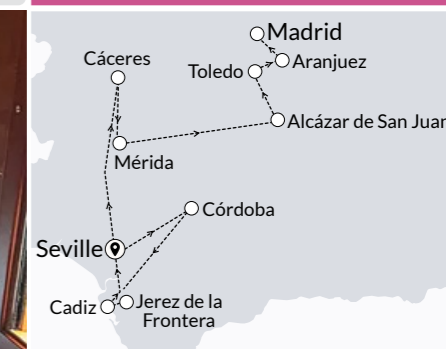 Madrid
Cáceres
Toledo
Aranjuez
Alcázar de San Juan
Mérida
Córdoba
Seville
Cadiz
Jerez de la
Frontera